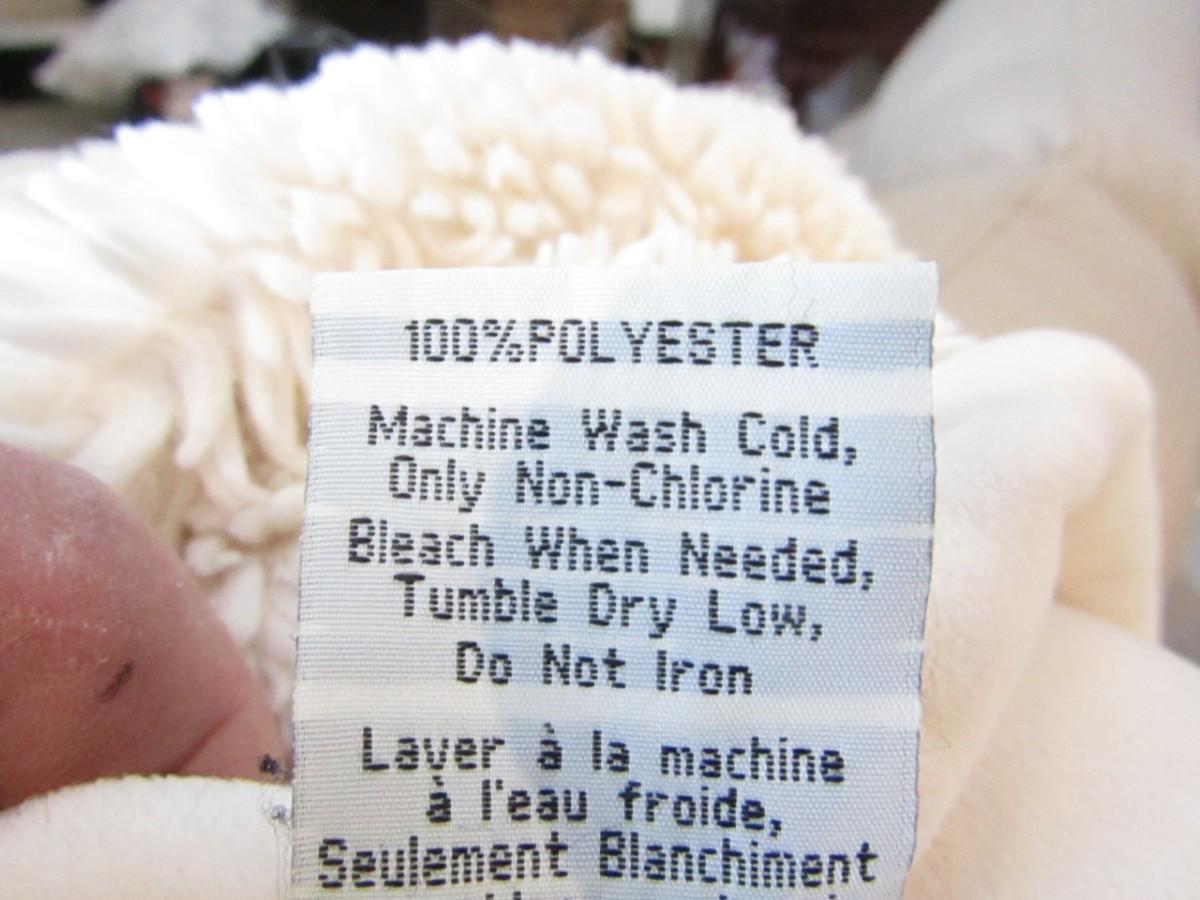 100%POLYESTER
Machine Wash Cold,
Only Non-Chlorine
Bleach When Needed,
Tumble Dry Low,
Do Not Iron
Laver à la machine
à l'eau froide,
Seulement Blanchiment